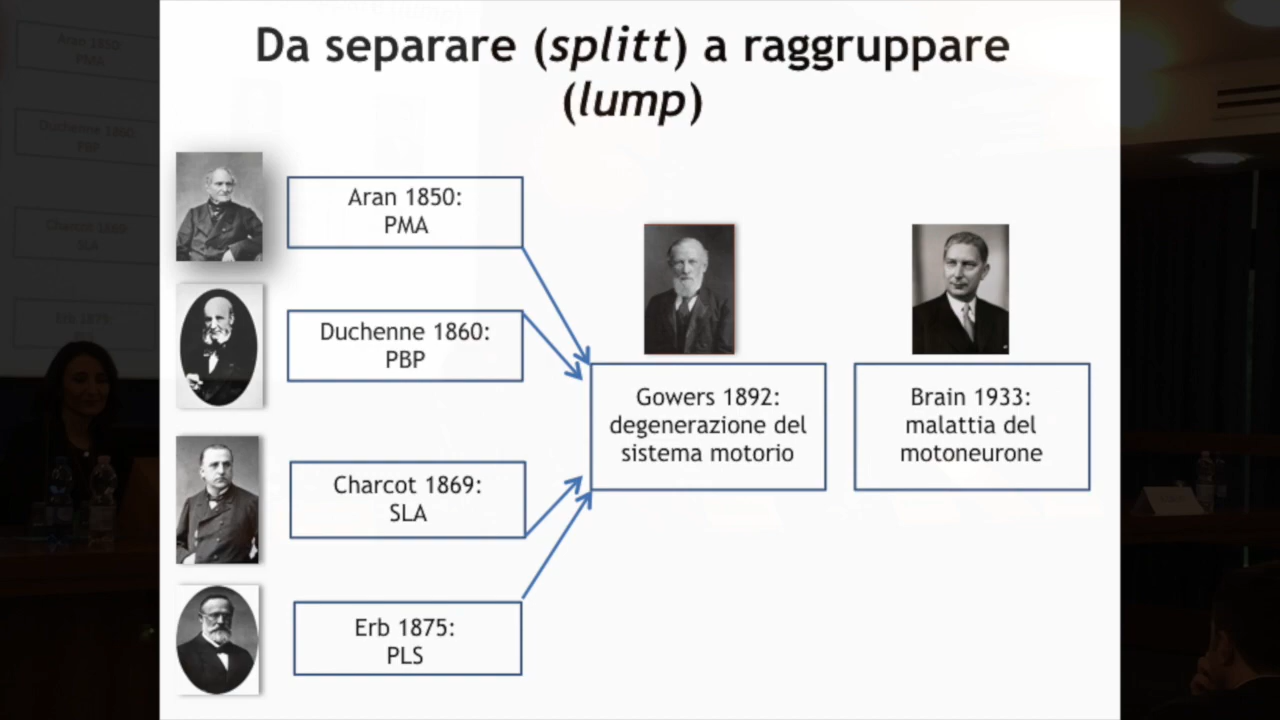 Da separare (splitt) a raggruppare
(lump)
Aran 1850:
PMA
Duchenne 1860:
PBP
Charcot 1869:
SLA
Erb 1875:
PLS
Gowers 1892:
degenerazione del
sistema motorio
Brain 1933:
malattia del
motoneurone